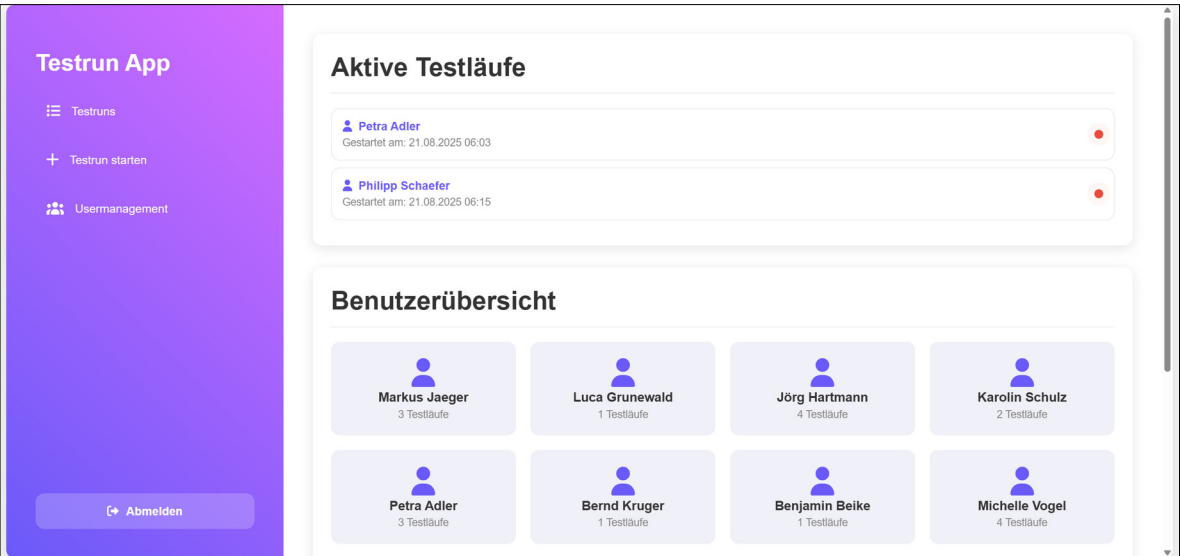 Testrun App
Testruns
Testrun starten
Usermanagement
Abmelden
Aktive Testläufe
Petra Adler
Gestartet am: 21.08.2025 06:03
Philipp Schaefer
Gestartet am: 21.08.2025 06:15
Benutzerübersicht
Markus Jaeger
3 Testläufe
Luca Grunewald
1 Testläufe
Jörg Hartmann
4 Testläufe
Karolin Schulz
2 Testläufe
Petra Adler
3 Testläufe
Bernd Kruger
1 Testläufe
Benjamin Beike
1 Testläufe
Michelle Vogel
4 Testläufe